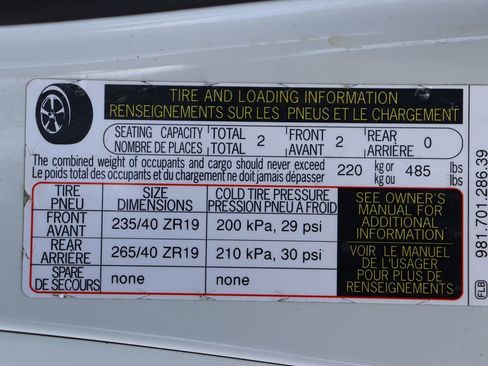 TIRE AND LOADING INFORMATION
RENSEIGNEMENTS SUR LES PNEUS ET LE CHARGEMENT
SEATING CAPACITY TOTAL 2 FRONT 2 REAR 0
NOMBRE DE PLACES TOTAL AVANT ARRIÈRE
The combined weight of occupants and cargo should never exceed 220 kg or 485 lbs
Le poids total des occupants et du chargement ne doit jamais dépasser kg ou lbs
TIRE SIZE COLD TIRE PRESSURE
PNEU DIMENSIONS PRESSION PNEU A FROID
FRONT 235/40 ZR19 200 kPa, 29 psi
AVANT
REAR 265/40 ZR19 210 kPa, 30 psi
ARRIÈRE
SPARE none none
DE SECOURS
SEE OWNER'S
MANUAL FOR
ADDITIONAL
INFORMATION
VOIR LE MANUEL
DE L'USAGER
POUR PLUS DE
RENSEIGNEMENTS
981.701.286.39
FLB